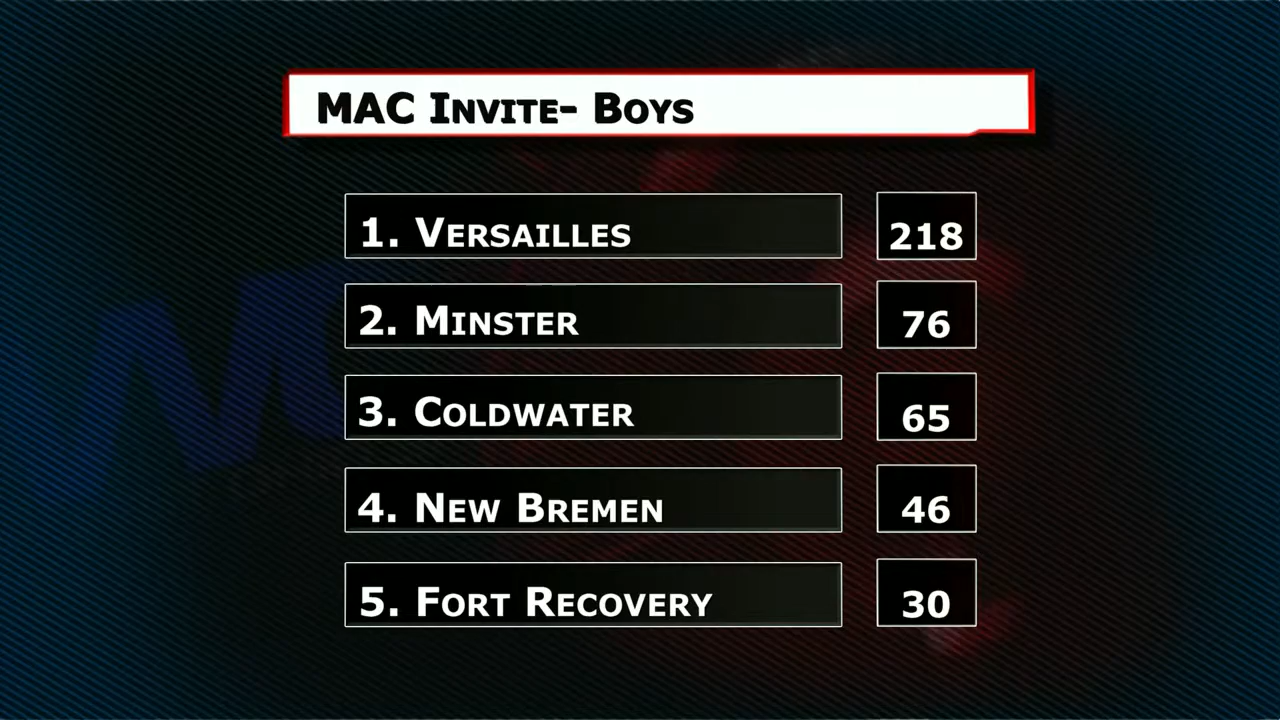 MAC Invite- Boys
1. Versailles 218
2. Minster 76
3. Coldwater 65
4. New Bremen 46
5. Fort Recovery 30